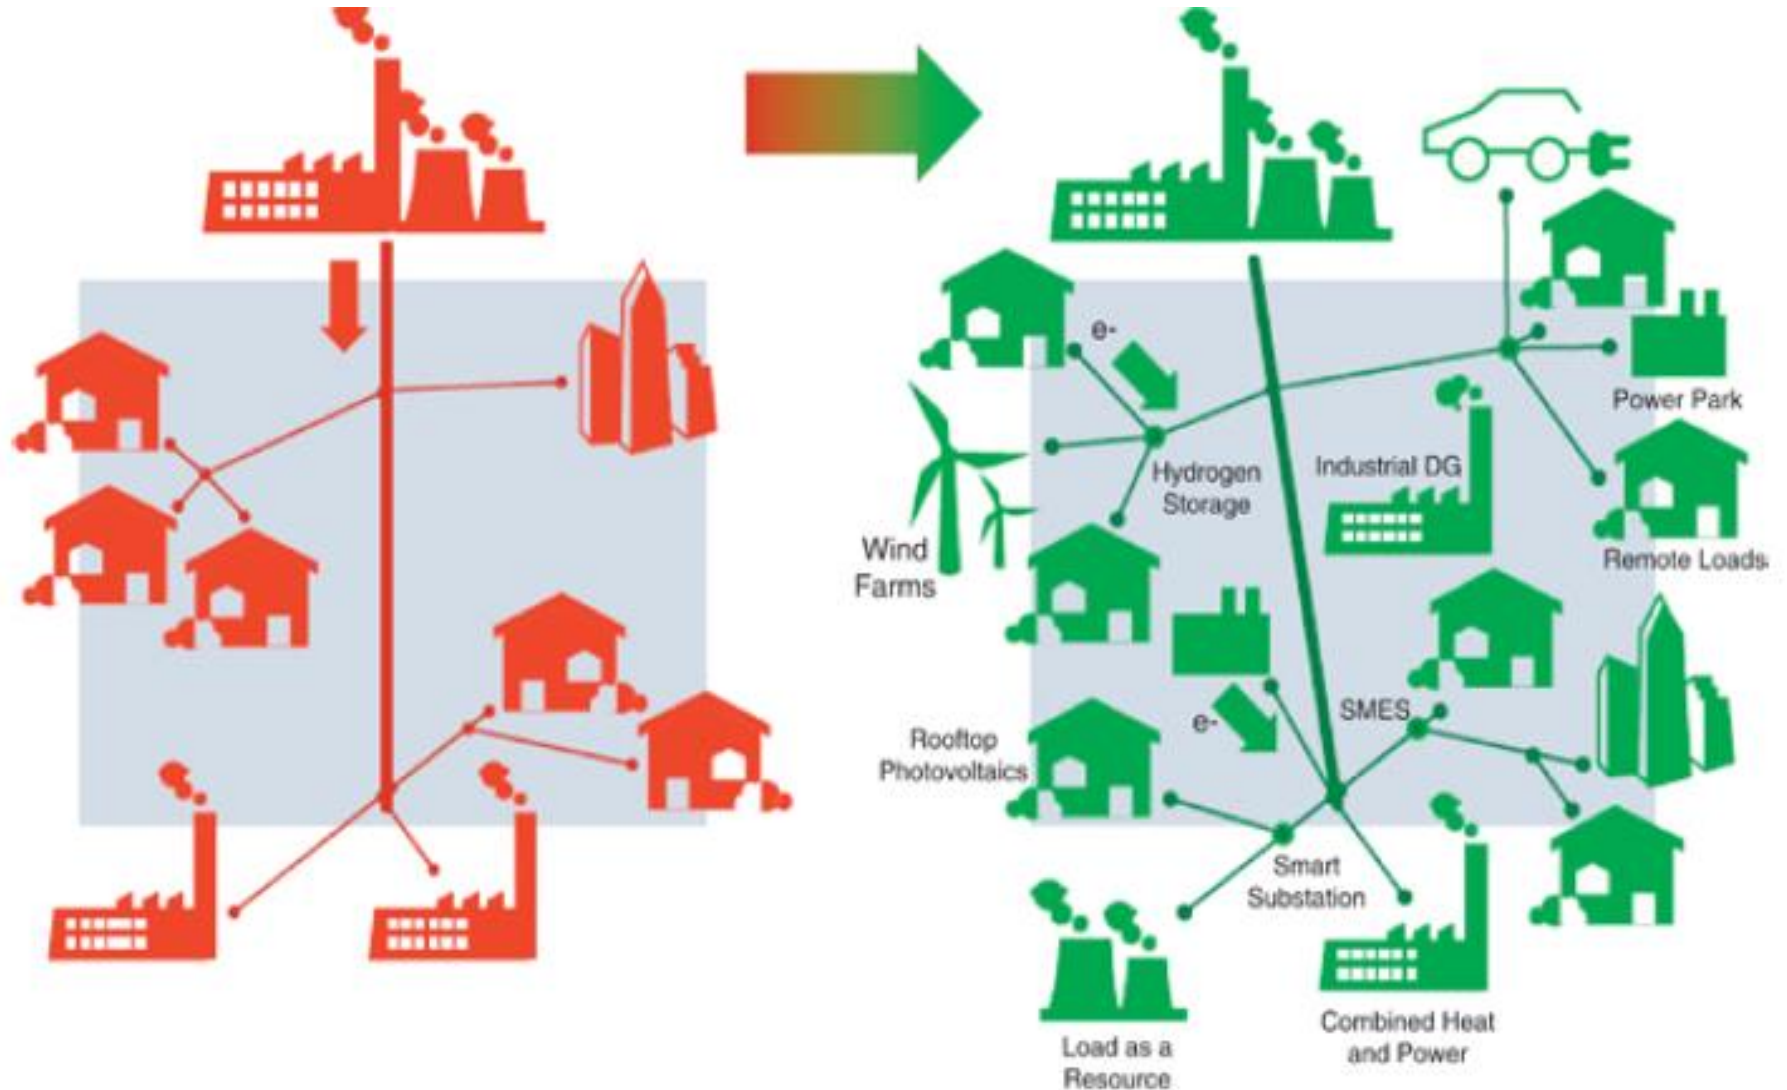 e-
Power Park
Hydrogen
Storage
Industrial DG
Wind
Farms
Remote Loads
e-
SMES
Rooftop
Photovoltaics
Smart
Substation
Combined Heat
and Power
Load as a
Resource